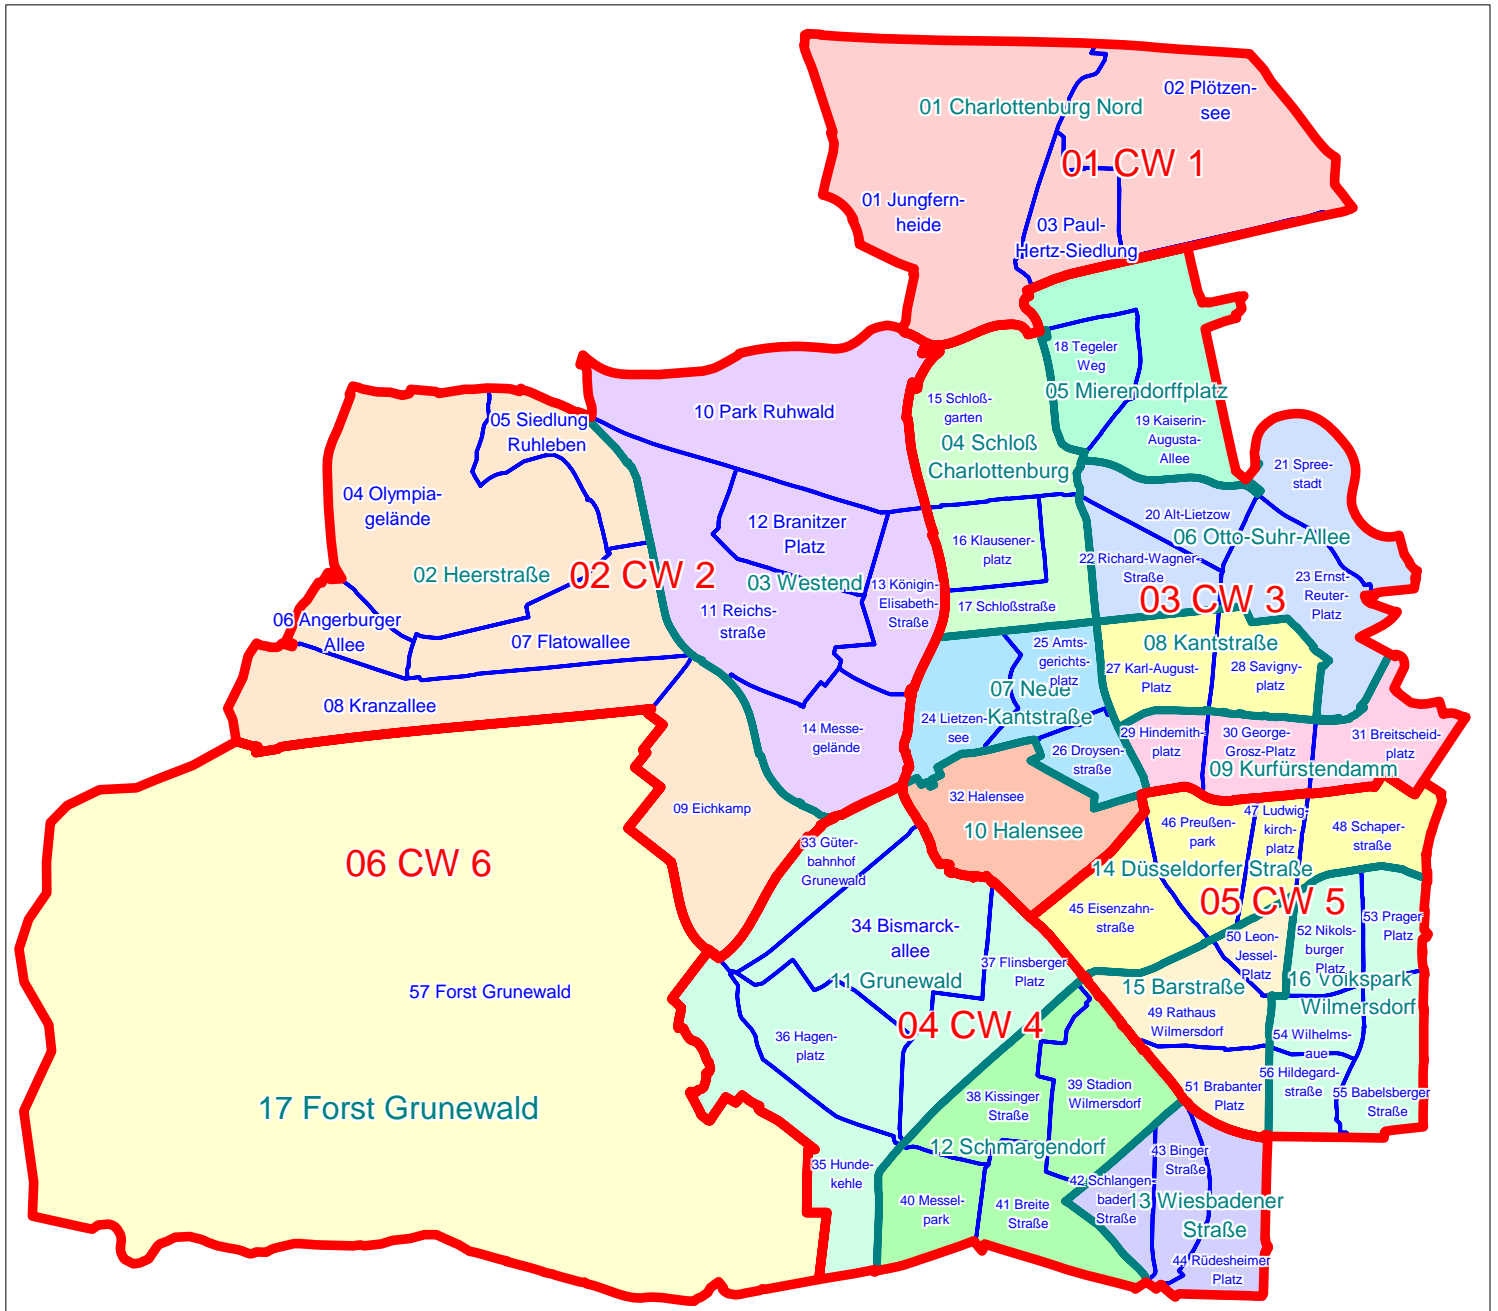 02 Plötzen-
see
01 Charlottenburg Nord
01 CW 1
01 Jungfern-
heide
03 Paul-
Hertz-Siedlung
18 Tegeler
Weg
05 Mierendorffplatz
19 Kaiserin-
Augusta-
Allee
15 Schloß-
garten
04 Schloß
Charlottenburg
10 Park Ruhwald
05 Siedlung
Ruhleben
04 Olympia-
gelände
21 Spree-
stadt
20 Alt-Lietzow
06 Otto-Suhr-Allee
12 Branitzer
Platz
16 Klausener-
platz
22 Richard-Wagner-
Straße
02 Heerstraße
02 CW 2
03 Westend
13 Königin-
Elisabeth-
Straße
23 Ernst-
Reuter-
Platz
03 CW 3
17 Schloßstraße
11 Reichs-
straße
06 Angerburger
Allee
07 Flatowallee
08 Kantstraße
25 Amts-
gerichts-
platz
27 Karl-August-
Platz
28 Savigny-
platz
07 Neue
Kantstraße
08 Kranzallee
24 Lietzen-
see
14 Messe-
gelände
26 Droysen-
straße
29 Hindemith-
platz
30 George-
Grosz-Platz
31 Breitscheid-
platz
09 Kurfürstendamm
09 Eichkamp
32 Halensee
10 Halensee
46 Preußen-
park
47 Ludwig-
kirch-
platz
48 Schaper-
straße
06 CW 6
33 Güter-
bahnhof
Grunewald
14 Düsseldorfer Straße
05 CW 5
45 Eisenzahn-
straße
34 Bismarck-
allee
50 Leon-
Jessel-
Platz
52 Nikols-
burger
Platz
53 Prager
Platz
37 Flinsberger
Platz
11 Grunewald
57 Forst Grunewald
15 Barstraße
16 Volkspark
Wilmersdorf
04 CW 4
49 Rathaus
Wilmersdorf
36 Hagen-
platz
54 Wilhelms-
aue
56 Hildegard-
straße
55 Babelsberger
Straße
38 Kissinger
Straße
39 Stadion
Wilmersdorf
51 Brabanter
Platz
17 Forst Grunewald
12 Schmargendorf
43 Binger
Straße
35 Hunde-
kehle
42 Schlangen-
bader
Straße
40 Messel-
park
41 Breite
Straße
13 Wiesbadener
Straße
44 Rüdesheimer
Platz